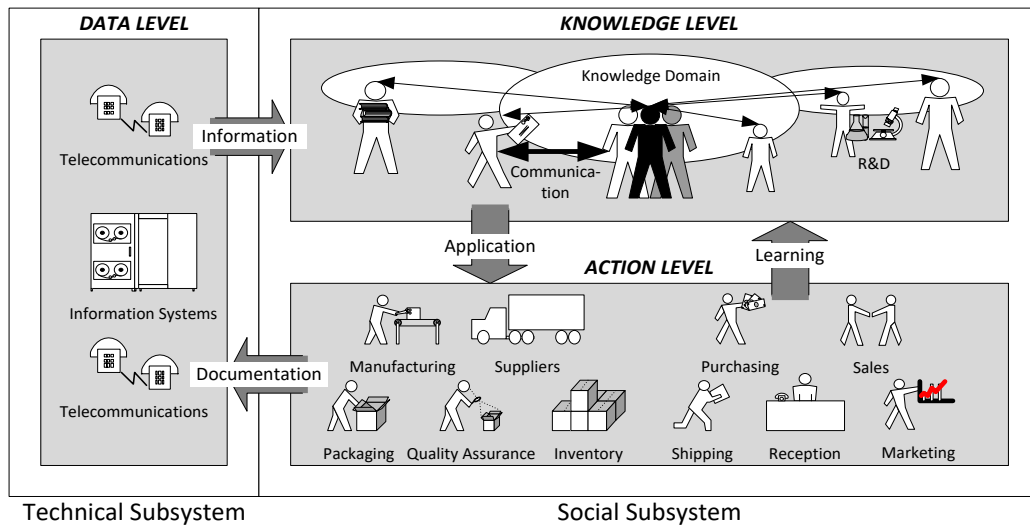 DATA LEVEL
KNOWLEDGE LEVEL
Telecommunications
Information
Knowledge Domain
Communica-
tion
R&D
Information Systems
Application
Learning
ACTION LEVEL
Telecommunications
Documentation
Manufacturing
Suppliers
Purchasing
Sales
Packaging
Quality Assurance
Inventory
Shipping
Reception
Marketing
Technical Subsystem
Social Subsystem